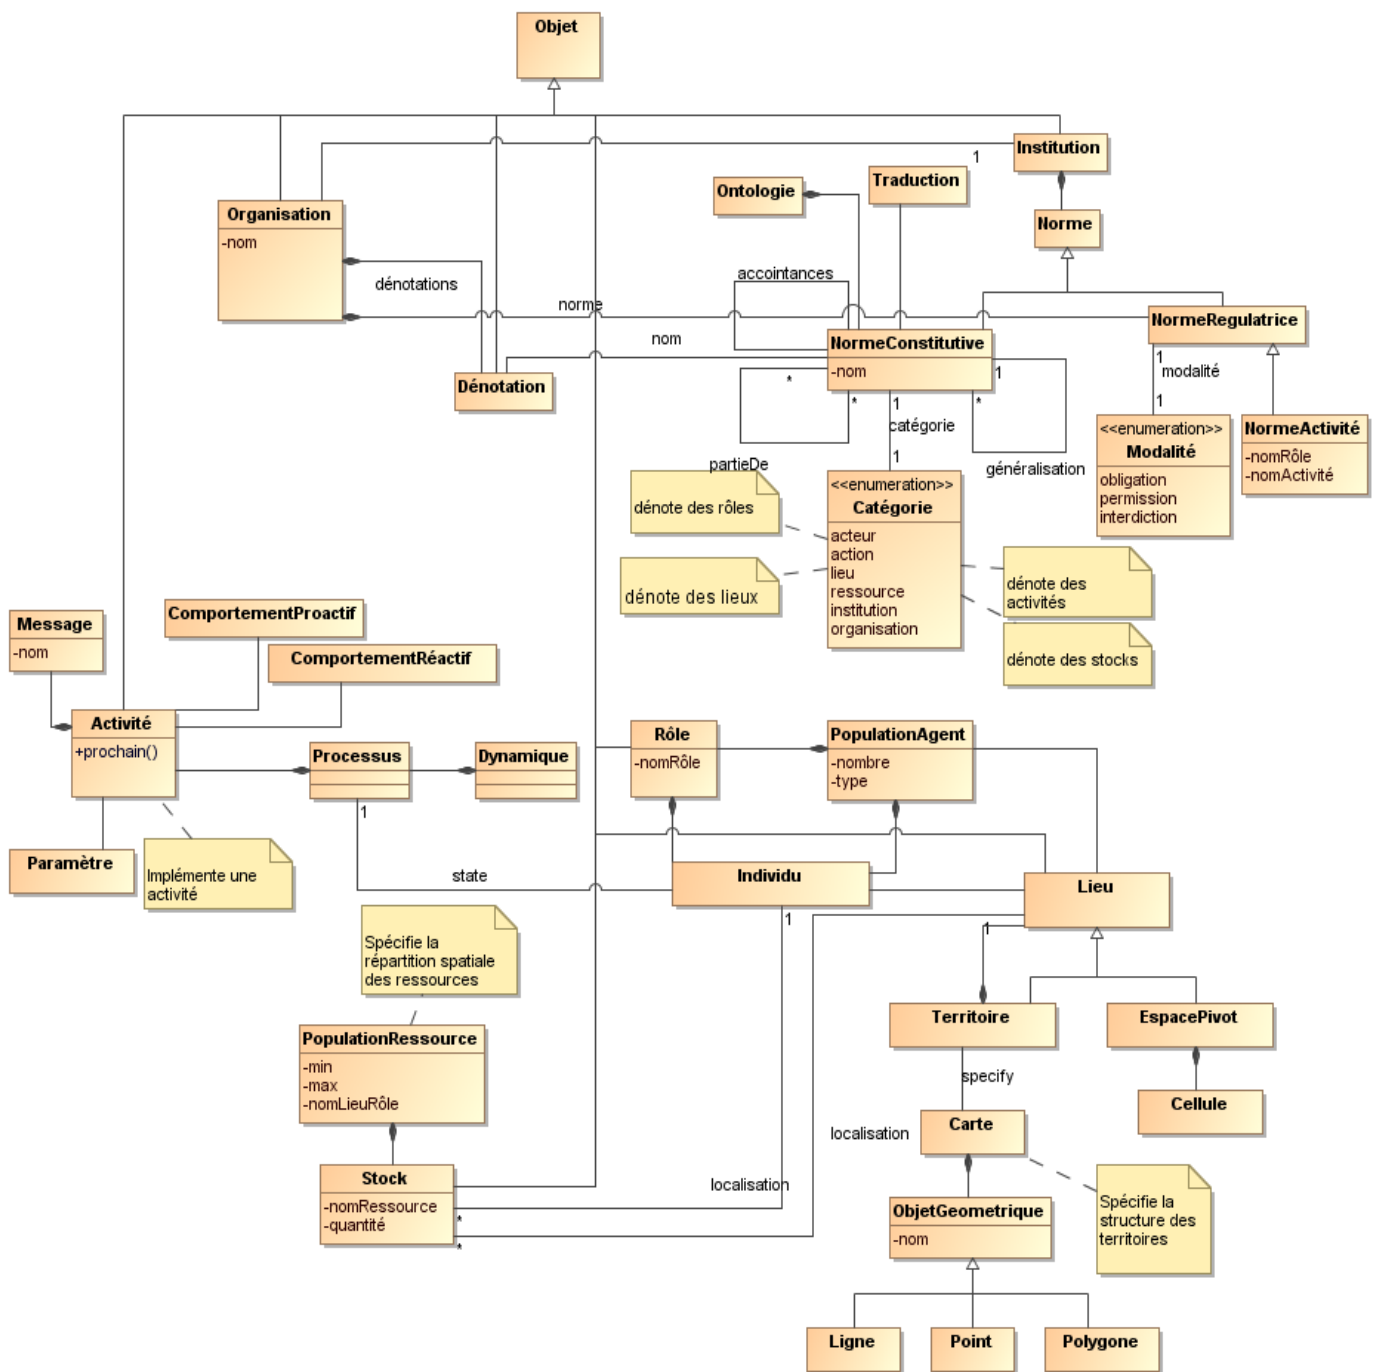 Objet
Institution
1
Ontologie
Traduction
Organisation
-nom
Norme
dénotations
accointances
norme
NormeRegulatrice
nom
NormeConstitutive
-nom
1
*
*
1
*
1
modalité
1
Dénotation
catégorie
1
<<enumeration>>
Modalité
obligation
permission
interdiction
NormeActivité
-nomRôle
-nomActivité
partieDe
généralisation
<<enumeration>>
Catégorie
acteur
action
lieu
ressource
institution
organisation
dénote des rôles
dénote des lieux
dénote des
activités
dénote des stocks
Message
-nom
ComportementProactif
ComportementRéactif
Activité
+prochain()
Processus
1
Dynamique
Rôle
-nomRôle
PopulationAgent
-nombre
-type
Paramètre
Implémente une
activité
state
Individu
1
Lieu
1
Spécifie la
répartition spatiale
des ressources
Territoire
EspacePivot
PopulationRessource
-min
-max
-nomLieuRôle
specify
Cellule
Carte
localisation
Stock
-nomRessource
-quantité
*
*
localisation
ObjetGeometrique
-nom
Spécifie la
structure des
territoires
Ligne
Point
Polygone